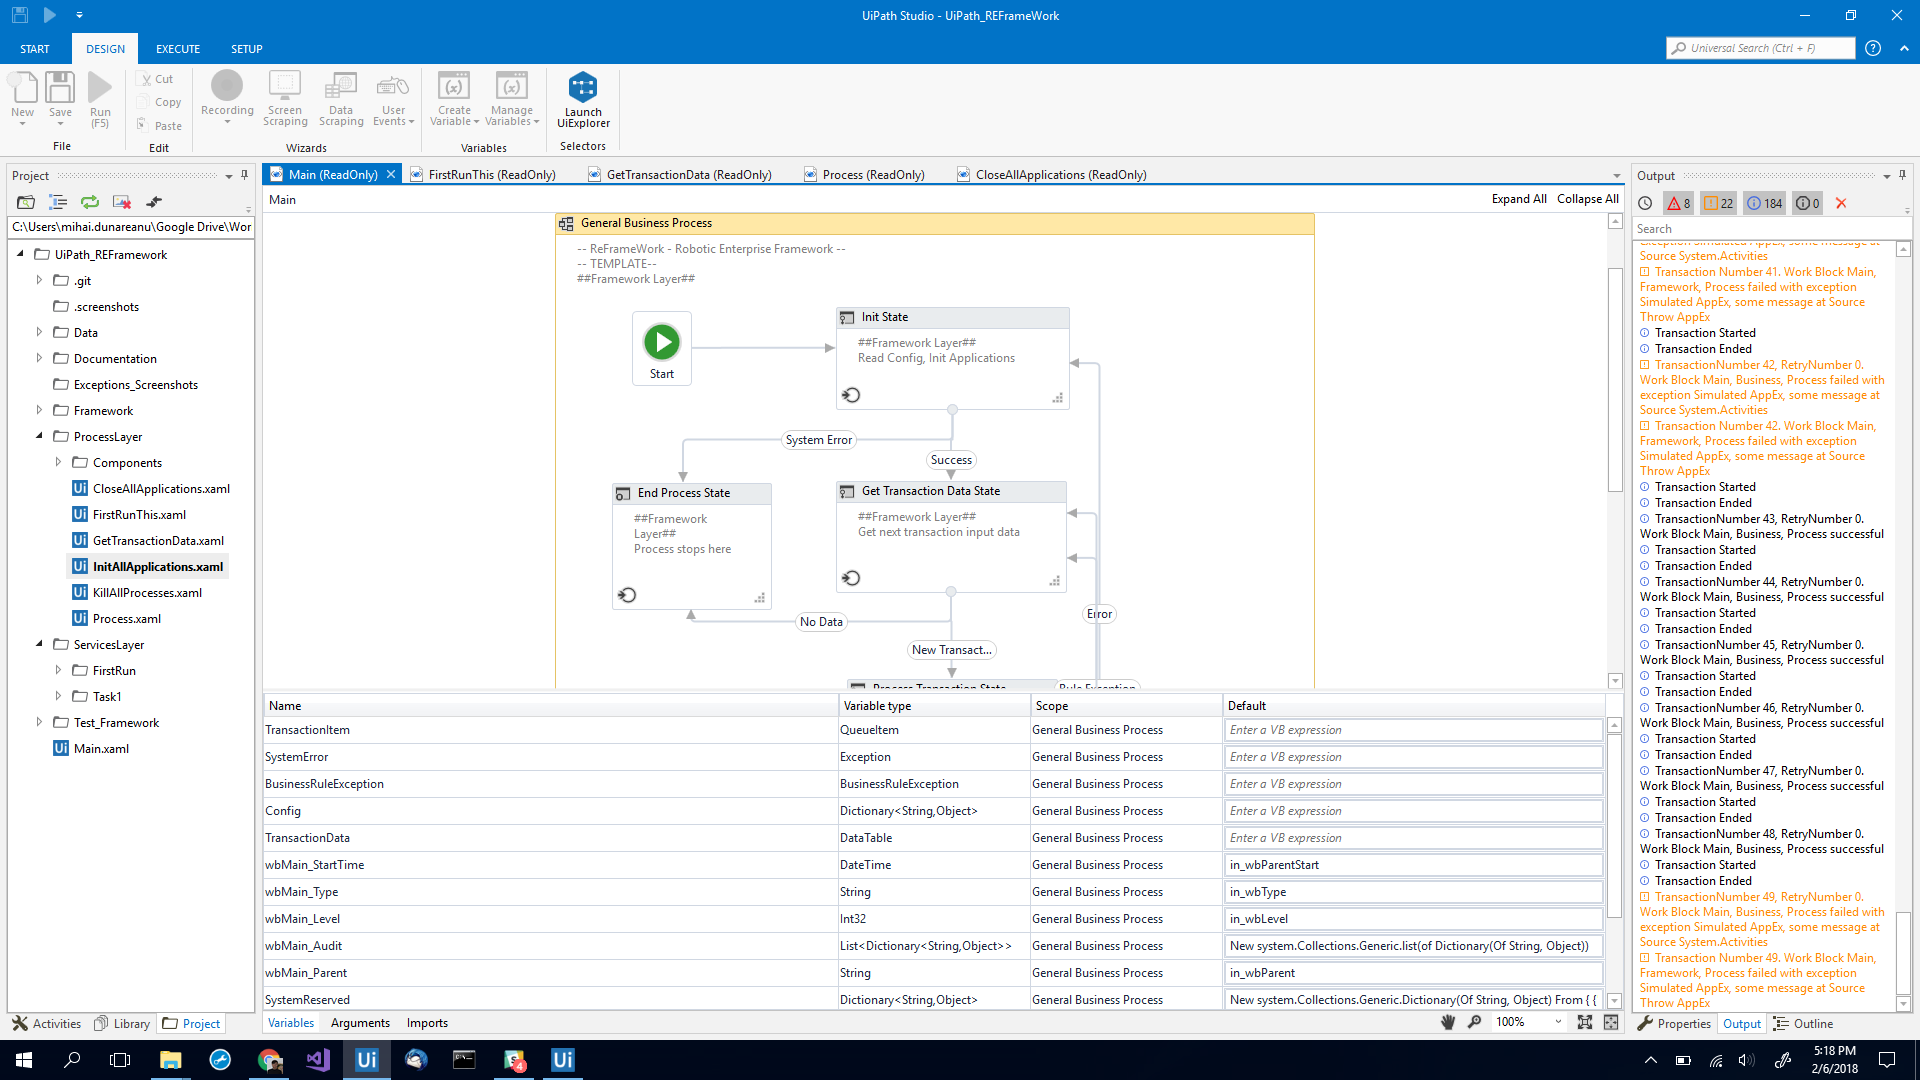 UiPath Studio - UiPath_REFrameWork
START
DESIGN
EXECUTE
SETUP
Universal Search (Ctrl + F)
New
Save
Run
(F5)
File
Cut
Copy
Paste
Edit
Recording
Screen
Scraping
Data
Scraping
User
Events
Wizards
Create
Variable
Manage
Variables
Variables
Launch
UiExplorer
Selectors
Project
C:\Users\mihai.dunareanu\Google Drive\Wor
UiPath_REFramework
.git
.screenshots
Data
Documentation
Exceptions_Screenshots
Framework
ProcessLayer
Components
CloseAllApplications.xaml
FirstRunThis.xaml
GetTransactionData.xaml
InitAllApplications.xaml
KillAllProcesses.xaml
Process.xaml
ServicesLayer
FirstRun
Task1
Test_Framework
Main.xaml
Activities
Library
Project
Main (ReadOnly)
FirstRunThis (ReadOnly)
GetTransactionData (ReadOnly)
Process (ReadOnly)
CloseAllApplications (ReadOnly)
Main
Expand All
Collapse All
General Business Process
-- ReFrameWork - Robotic Enterprise Framework --
-- TEMPLATE--
##Framework Layer##
Start
Init State
##Framework Layer##
Read Config, Init Applications
System Error
Success
End Process State
##Framework
Layer##
Process stops here
Get Transaction Data State
##Framework Layer##
Get next transaction input data
No Data
Error
New Transact...
Process Transaction State
Rule Exception
Name Variable type Scope Default
TransactionItem QueueItem General Business Process Enter a VB expression
SystemError Exception General Business Process Enter a VB expression
BusinessRuleException BusinessRuleException General Business Process Enter a VB expression
Config Dictionary<String,Object> General Business Process Enter a VB expression
TransactionData DataTable General Business Process Enter a VB expression
wbMain_StartTime DateTime General Business Process in_wbParentStart
wbMain_Type String General Business Process in_wbType
wbMain_Level Int32 General Business Process in_wbLevel
wbMain_Audit List<Dictionary<String,Object>> General Business Process New system.Collections.Generic.list(of Dictionary(Of String, Object))
wbMain_Parent String General Business Process in_wbParent
SystemReserved Dictionary<String,Object> General Business Process New system.Collections.Generic.Dictionary(Of String, Object) From { {
Variables
Arguments
Imports
100%
Output
8
22
184
0
Search
exception Simulated AppEx, some message at
Source System.Activities
Transaction Number 41. Work Block Main,
Framework, Process failed with exception
Simulated AppEx, some message at Source
Throw AppEx
Transaction Started
Transaction Ended
TransactionNumber 42, RetryNumber 0.
Work Block Main, Business, Process failed with
exception Simulated AppEx, some message at
Source System.Activities
Transaction Number 42. Work Block Main,
Framework, Process failed with exception
Simulated AppEx, some message at Source
Throw AppEx
Transaction Started
Transaction Ended
TransactionNumber 43, RetryNumber 0.
Work Block Main, Business, Process successful
Transaction Started
Transaction Ended
TransactionNumber 44, RetryNumber 0.
Work Block Main, Business, Process successful
Transaction Started
Transaction Ended
TransactionNumber 45, RetryNumber 0.
Work Block Main, Business, Process successful
Transaction Started
Transaction Ended
TransactionNumber 46, RetryNumber 0.
Work Block Main, Business, Process successful
Transaction Started
Transaction Ended
TransactionNumber 47, RetryNumber 0.
Work Block Main, Business, Process successful
Transaction Started
Transaction Ended
TransactionNumber 48, RetryNumber 0.
Work Block Main, Business, Process successful
Transaction Started
Transaction Ended
TransactionNumber 49, RetryNumber 0.
Work Block Main, Business, Process failed with
exception Simulated AppEx, some message at
Source System.Activities
Transaction Number 49. Work Block Main,
Framework, Process failed with exception
Simulated AppEx, some message at Source
Throw AppEx
Properties
Output
Outline
5:18 PM
2/6/2018